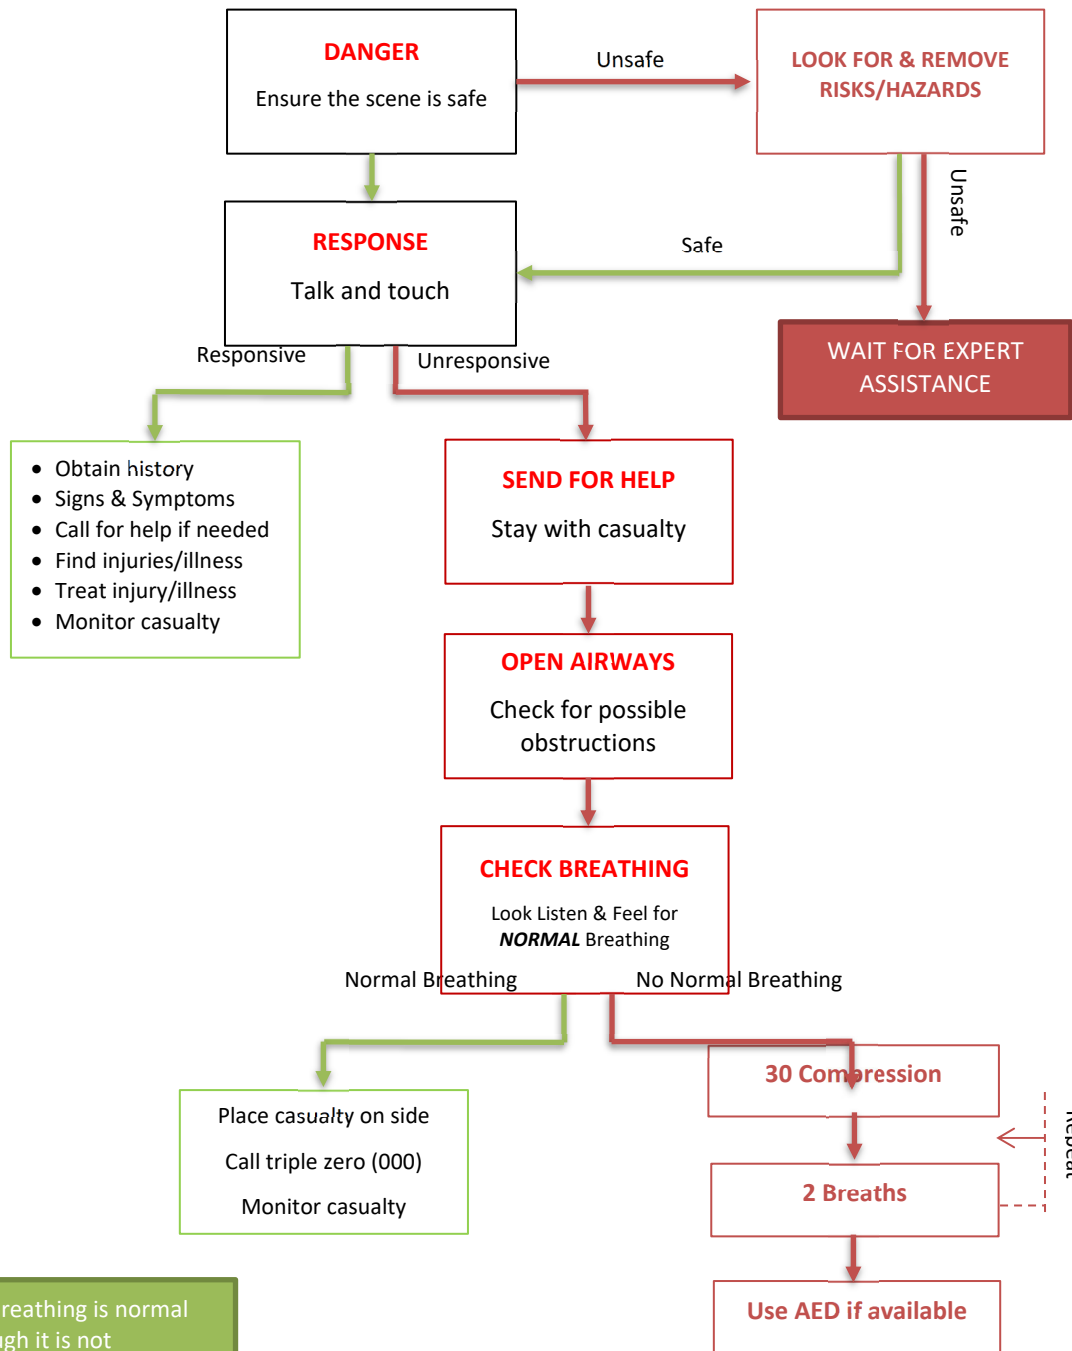 DANGER
Ensure the scene is safe
Unsafe
LOOK FOR & REMOVE
RISKS/HAZARDS
Unsafe
RESPONSE
Talk and touch
Safe
WAIT FOR EXPERT
ASSISTANCE
Responsive
Unresponsive
• Obtain history
• Signs & Symptoms
• Call for help if needed
• Find injuries/illness
• Treat injury/illness
• Monitor casualty
SEND FOR HELP
Stay with casualty
OPEN AIRWAYS
Check for possible
obstructions
CHECK BREATHING
Look Listen & Feel for
NORMAL Breathing
Normal Breathing
No Normal Breathing
Place casualty on side
Call triple zero (000)
Monitor casualty
30 Compression
Repeat
2 Breaths
Use AED if available
reathing is normal
ugh it is not